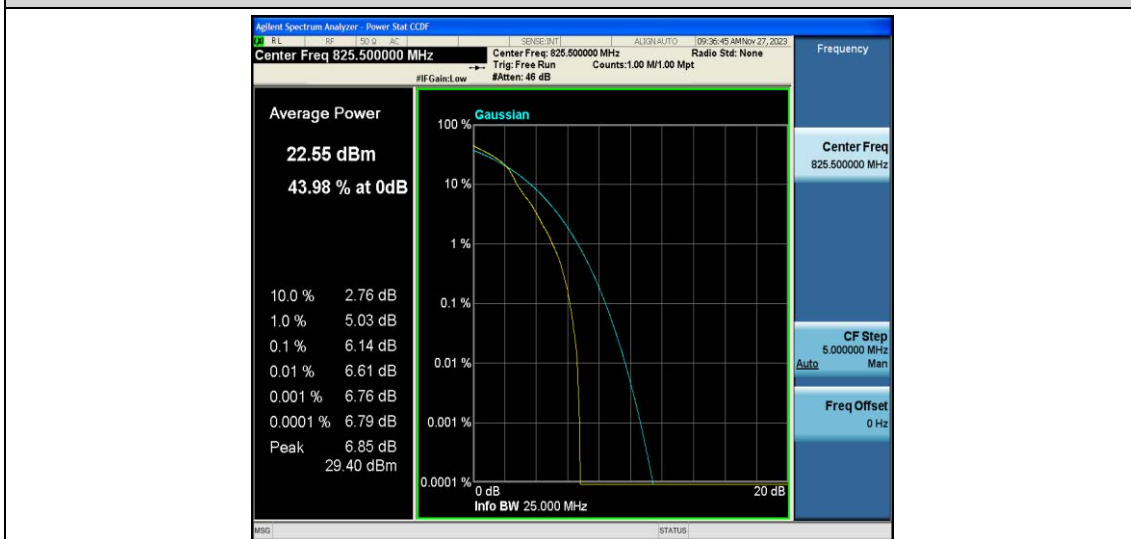 Agilent Spectrum Analyzer - Power Stat CCDF
RL RF 50 Ω AC SENSE:INT ALIGN AUTO 09:36:45 AM Nov 27, 2023
Center Freq 825.500000 MHz
Center Freq: 825.500000 MHz Radio Std: None
Trig: Free Run Counts:1.00 M/1.00 Mpt
#IFGain:Low #Atten: 46 dB
Frequency
Average Power
22.55 dBm
43.98 % at 0dB
10.0 % 2.76 dB
1.0 % 5.03 dB
0.1 % 6.14 dB
0.01 % 6.61 dB
0.001 % 6.76 dB
0.0001 % 6.79 dB
Peak 6.85 dB
29.40 dBm
Gaussian
100 %
10 %
1 %
0.1 %
0.01 %
0.001 %
0.0001 %
0 dB 20 dB
Info BW 25.000 MHz
Center Freq
825.500000 MHz
CF Step
5.000000 MHz
Auto Man
Freq Offset
0 Hz
MSG STATUS